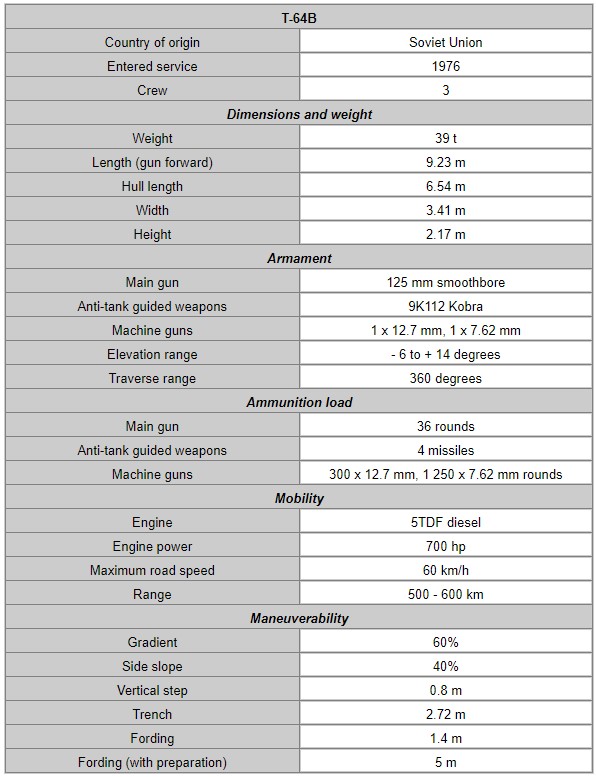 T-64B
Country of origin Soviet Union
Entered service 1976
Crew 3
Dimensions and weight
Weight 39 t
Length (gun forward) 9.23 m
Hull length 6.54 m
Width 3.41 m
Height 2.17 m
Armament
Main gun 125 mm smoothbore
Anti-tank guided weapons 9K112 Kobra
Machine guns 1 x 12.7 mm, 1 x 7.62 mm
Elevation range - 6 to + 14 degrees
Traverse range 360 degrees
Ammunition load
Main gun 36 rounds
Anti-tank guided weapons 4 missiles
Machine guns 300 x 12.7 mm, 1 250 x 7.62 mm rounds
Mobility
Engine 5TDF diesel
Engine power 700 hp
Maximum road speed 60 km/h
Range 500 - 600 km
Maneuverability
Gradient 60%
Side slope 40%
Vertical step 0.8 m
Trench 2.72 m
Fording 1.4 m
Fording (with preparation) 5 m